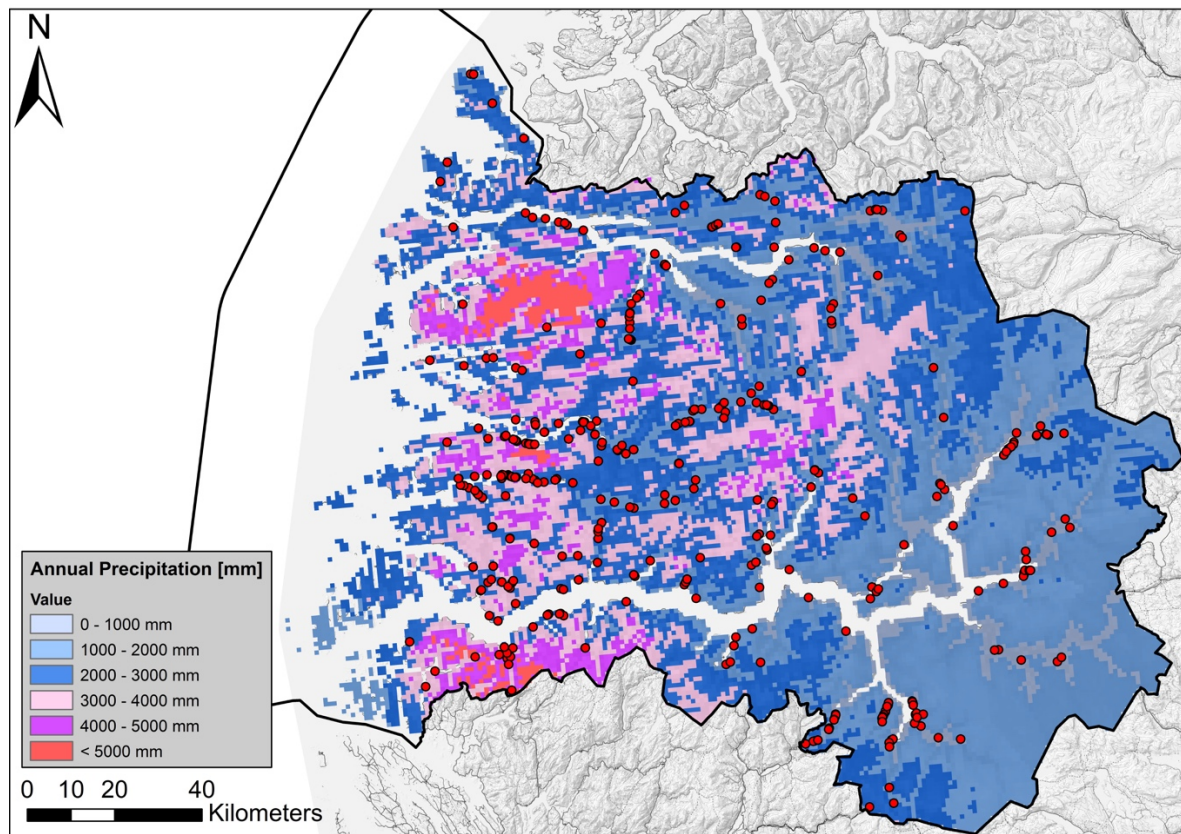 N
Annual Precipitation [mm]
Value
0 - 1000 mm
1000 - 2000 mm
2000 - 3000 mm
3000 - 4000 mm
4000 - 5000 mm
< 5000 mm
0 10 20 40
Kilometers